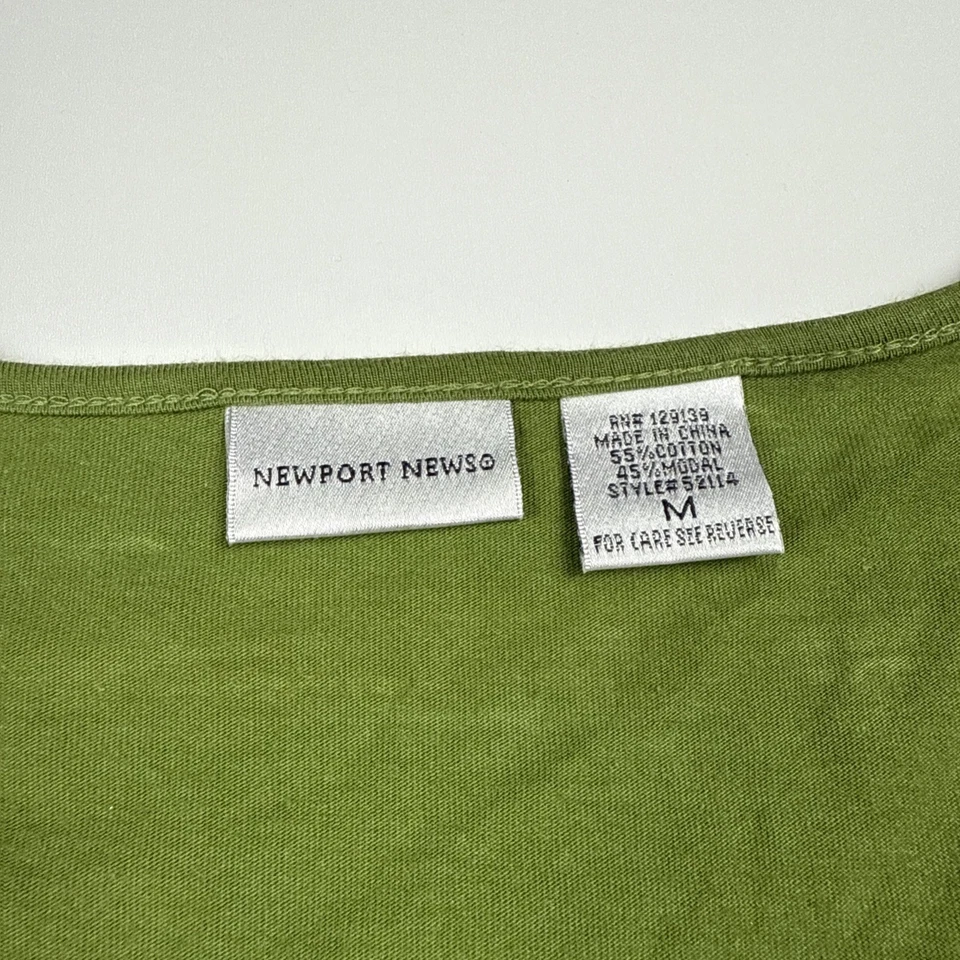 NEWPORT NEWS®
RN# 129139
MADE IN CHINA
55%COTTON
45%MODAL
STYLE#52114
M
FOR CARE SEE REVERSE